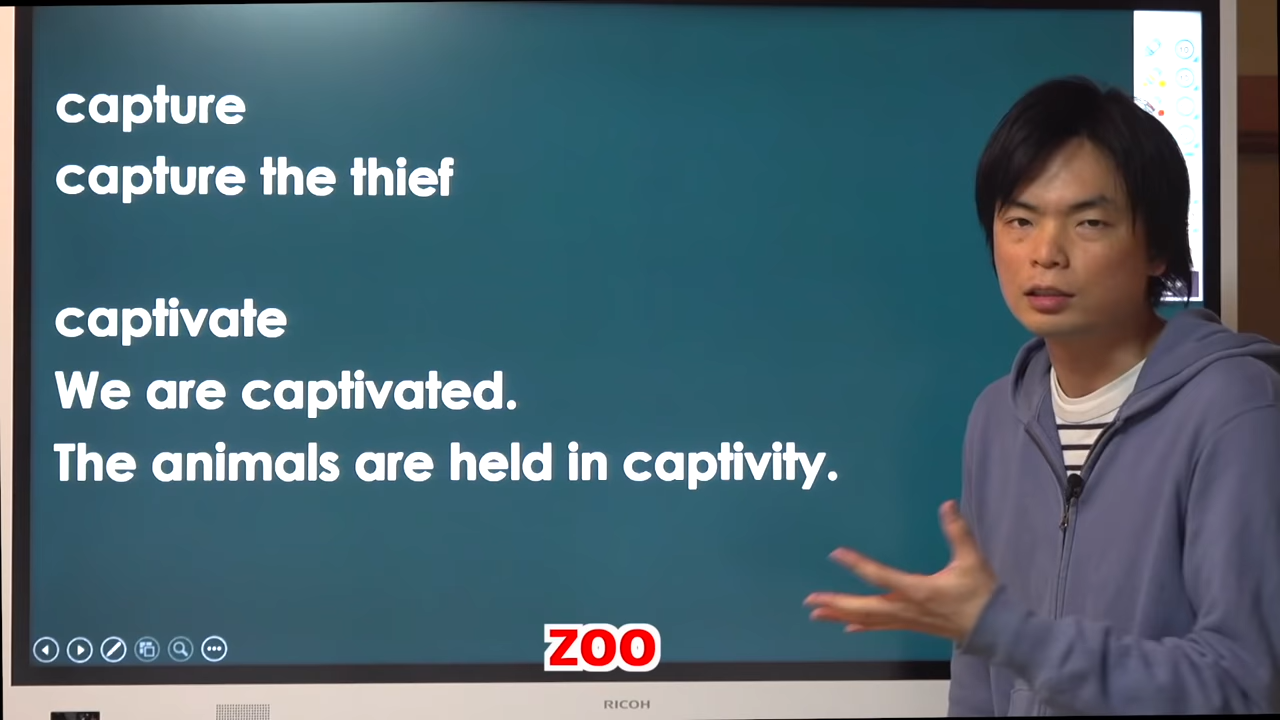 capture
capture the thief
captivate
We are captivated.
The animals are held in captivity.
ZOO
RICOH